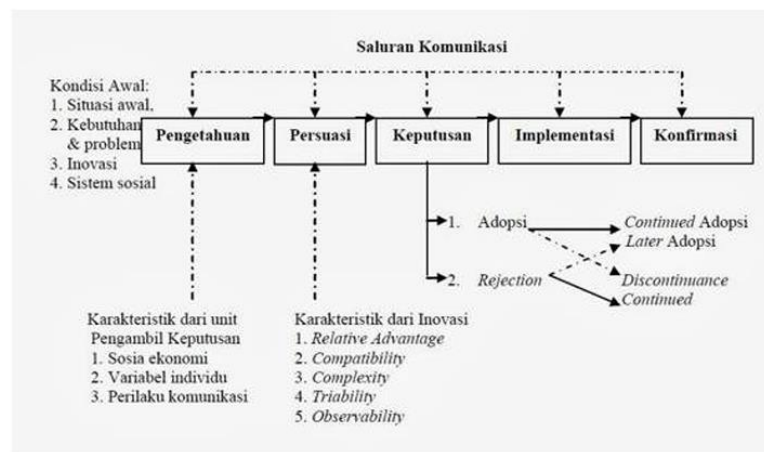 Saluran Komunikasi
Kondisi Awal:
1. Situasi awal,
2. Kebutuhan
& problem
3. Inovasi
4. Sistem sosial
Pengetahuan
Persuasi
Keputusan
Implementasi
Konfirmasi
1. Adopsi
Continued Adopsi
Later Adopsi
2. Rejection
Discontinuance
Continued
Karakteristik dari unit
Pengambil Keputusan
1. Sosia ekonomi
2. Variabel individu
3. Perilaku komunikasi
Karakteristik dari Inovasi
1. Relative Advantage
2. Compatibility
3. Complexity
4. Triability
5. Observability